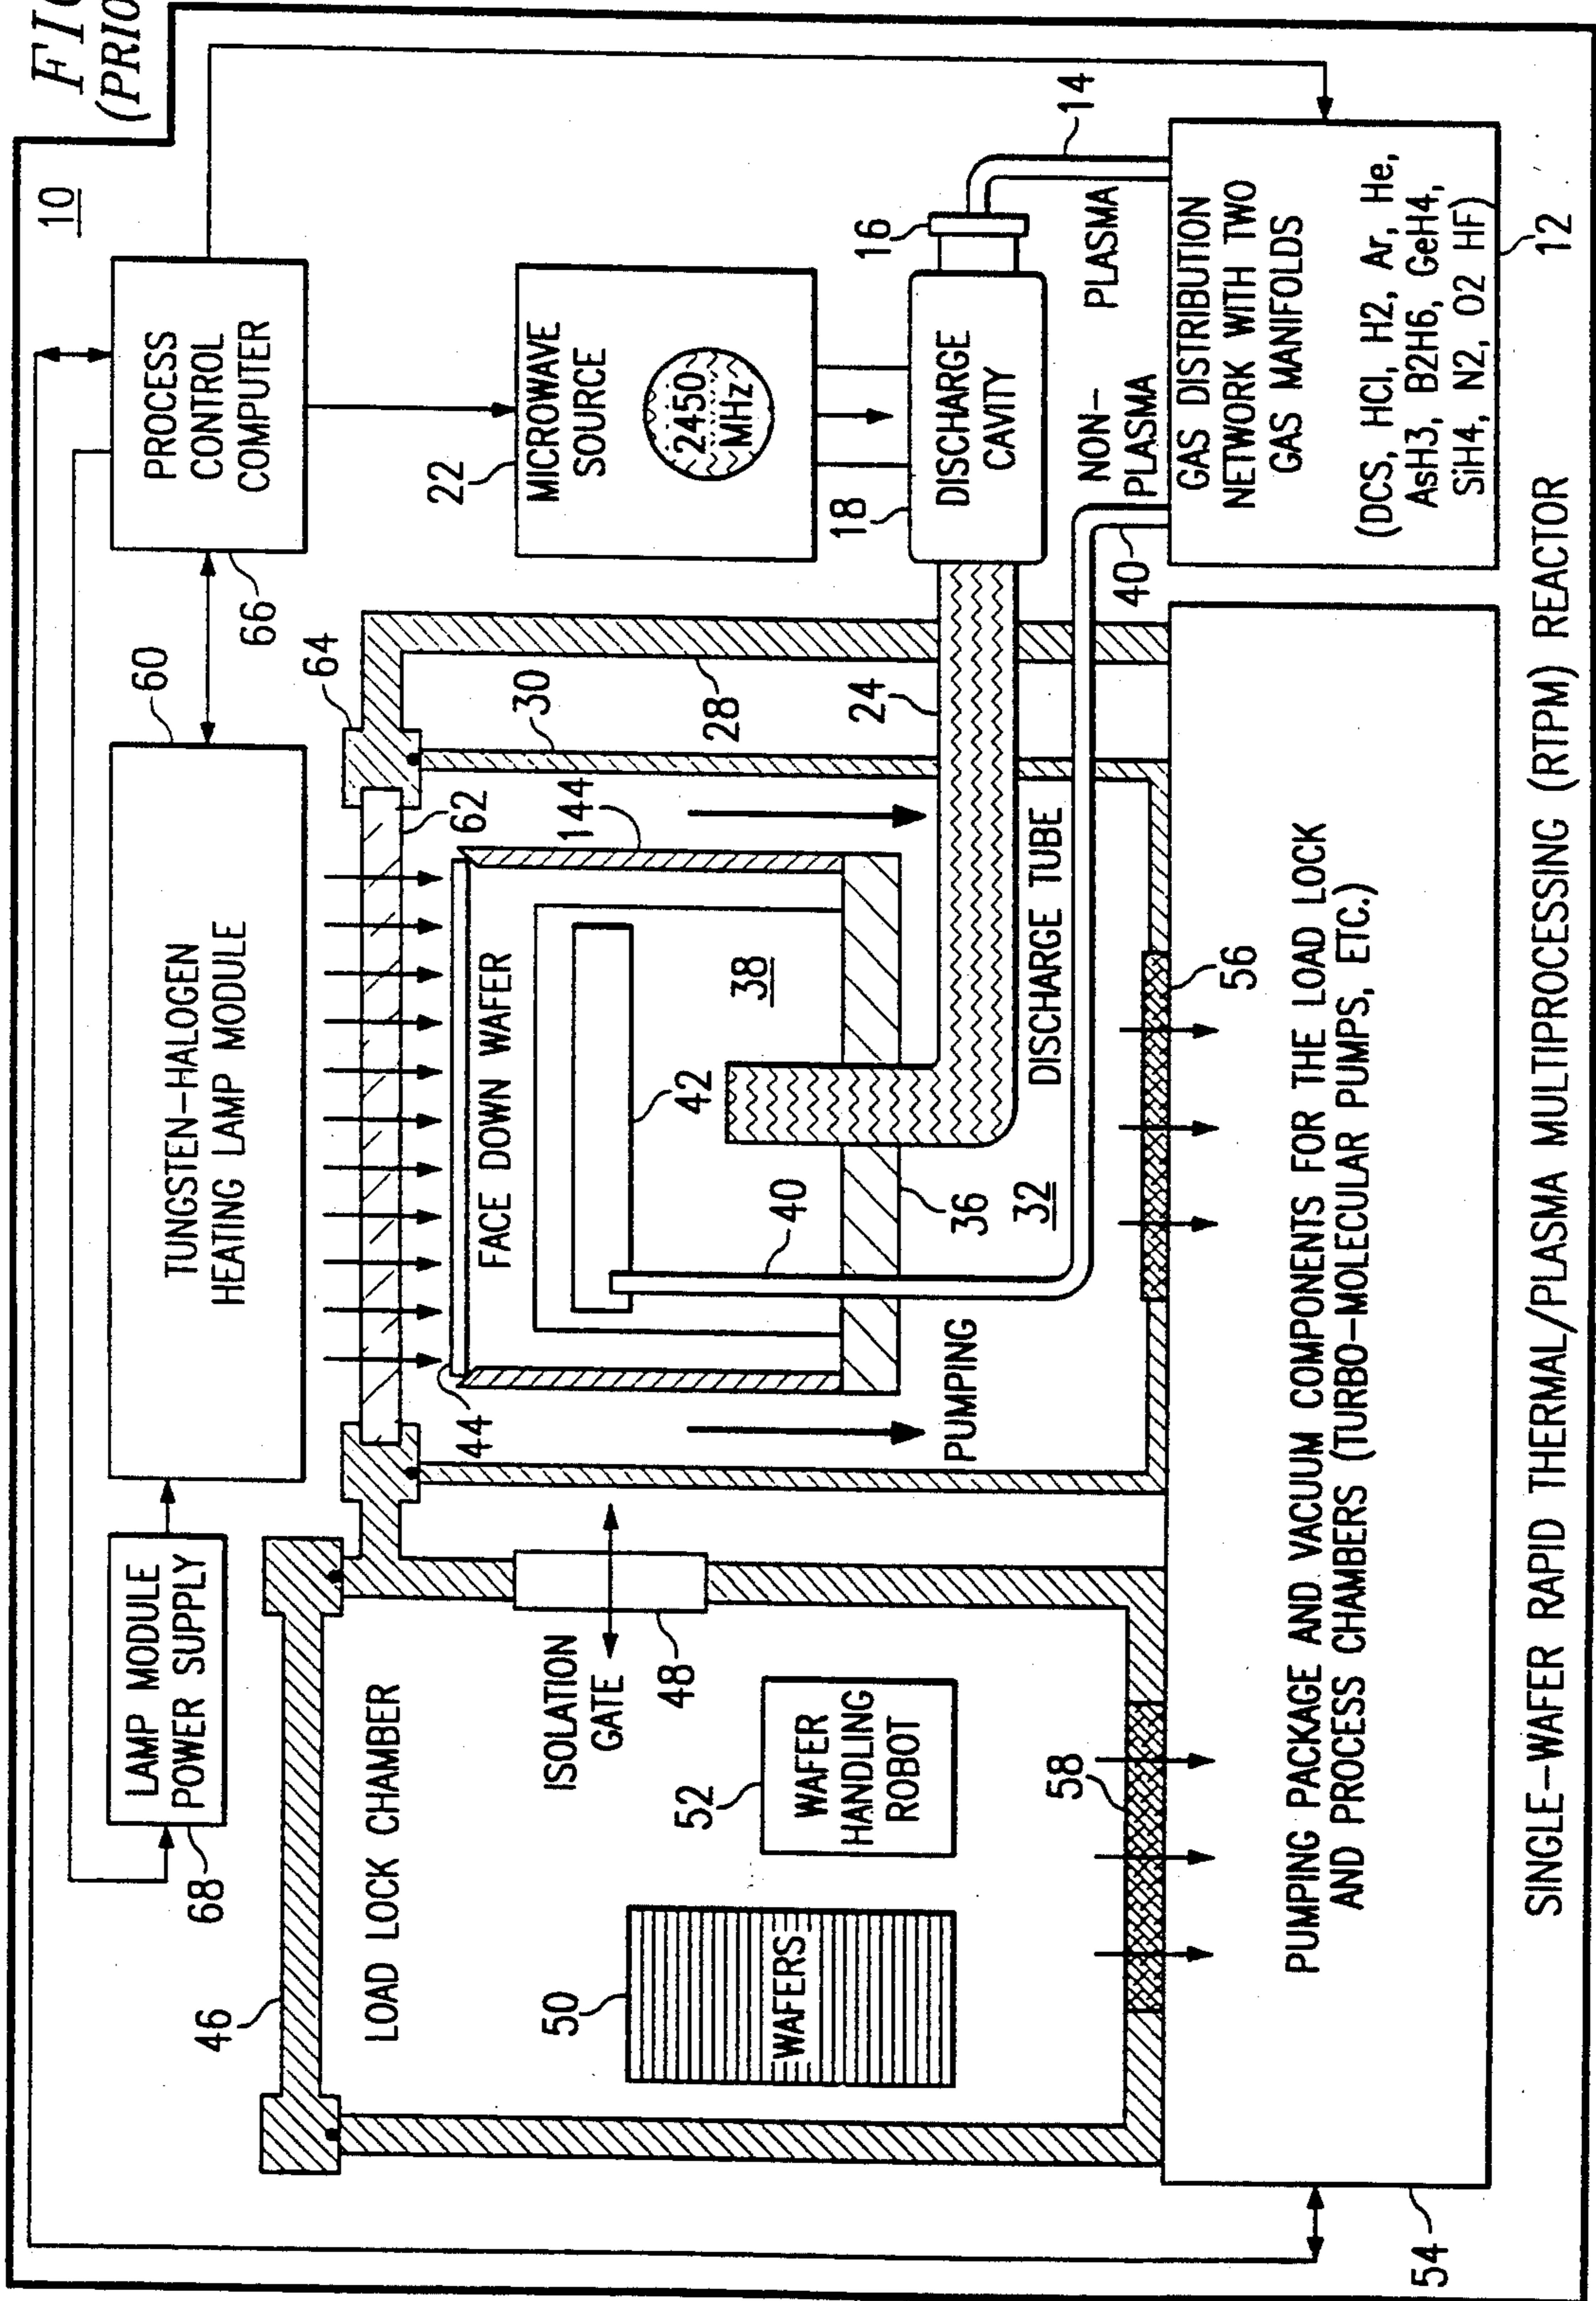 FIG
(PRIO
10
PROCESS
CONTROL
COMPUTER
66
60
TUNGSTEN-HALOGEN
HEATING LAMP MODULE
LAMP MODULE
POWER SUPPLY
68
46
LOAD LOCK CHAMBER
50
WAFERS
52
WAFER
HANDLING
ROBOT
ISOLATION
GATE
48
58
64
62
30
28
144
44
FACE DOWN WAFER
38
42
40
36
32
PUMPING
DISCHARGE TUBE
24
56
22
MICROWAVE
SOURCE
2450
MHz
18
DISCHARGE
CAVITY
16
14
PLASMA
NON-
PLASMA
40
GAS DISTRIBUTION
NETWORK WITH TWO
GAS MANIFOLDS
(DCS, HCl, H2, Ar, He,
AsH3, B2H6, GeH4,
SiH4, N2, O2 HF)
12
PUMPING PACKAGE AND VACUUM COMPONENTS FOR THE LOAD LOCK
AND PROCESS CHAMBERS (TURBO-MOLECULAR PUMPS, ETC.)
54
SINGLE-WAFER RAPID THERMAL/PLASMA MULTIPROCESSING (RTPM) REACTOR